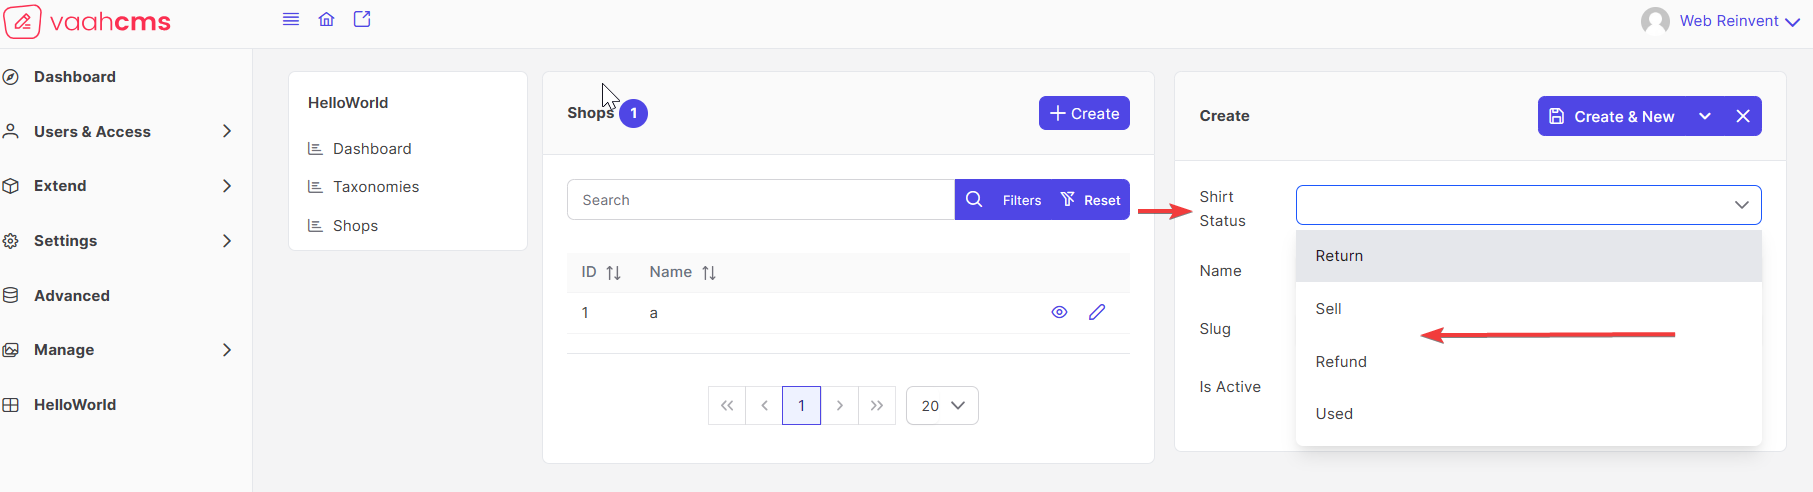 vaahcms
Web Reinvent
Dashboard
Users & Access
Extend
Settings
Advanced
Manage
HelloWorld
HelloWorld
Dashboard
Taxonomies
Shops
Shops 1
Create
Search
Filters
Reset
ID Name
1 a
1
20
Create
Create & New
Shirt
Status
Return
Sell
Refund
Used
Name
Slug
Is Active